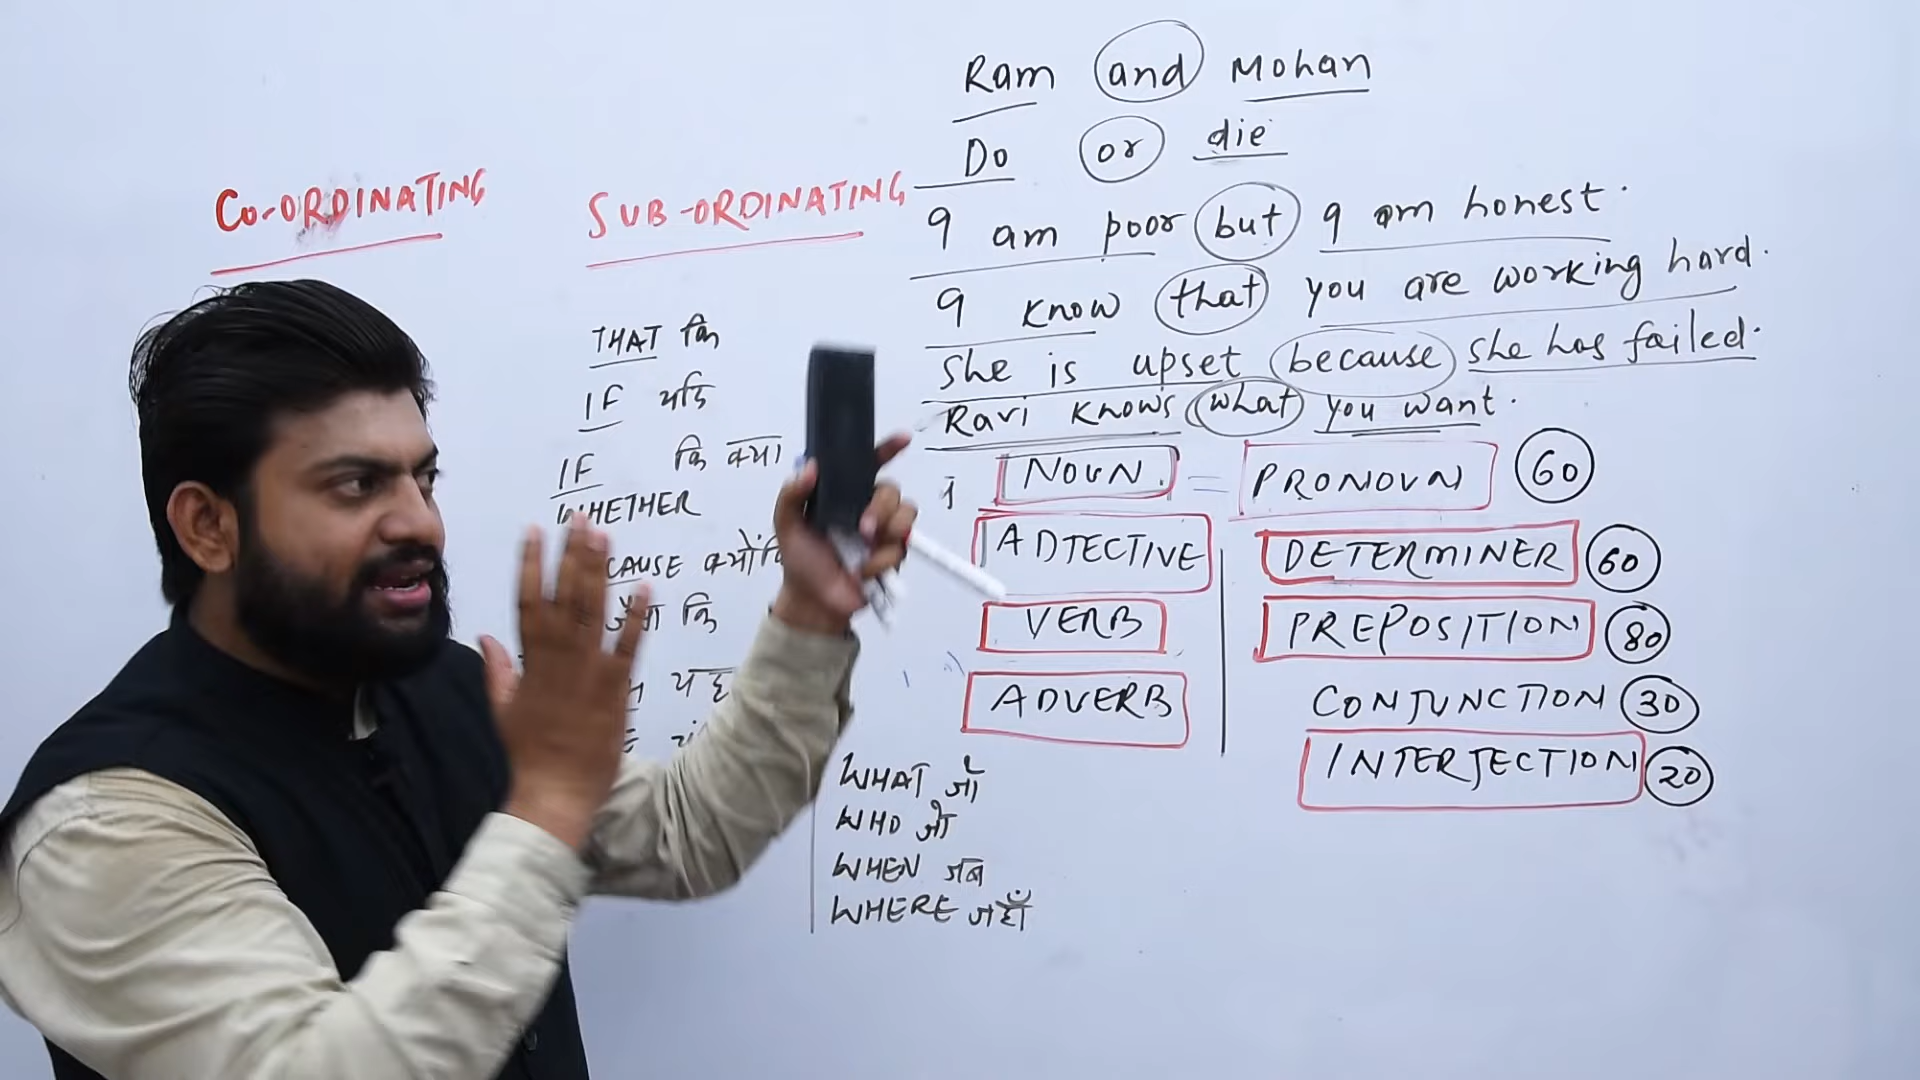 Ram and Mohan
Do or die
I am poor but I am honest.
I know that you are working hard.
She is upset because she has failed.
Ravi knows what you want.
CO-ORDINATING
SUB-ORDINATING
THAT कि
IF यदि
IF कि क्या
WHETHER
क्योंकि
कि
NOUN. = PRONOUN 60
ADJECTIVE
DETERMINER 60
VERB
PREPOSITION 80
ADVERB
CONJUNCTION 30
INTERJECTION 20
WHAT जो
WHO जो
WHEN जब
WHERE जहाँ